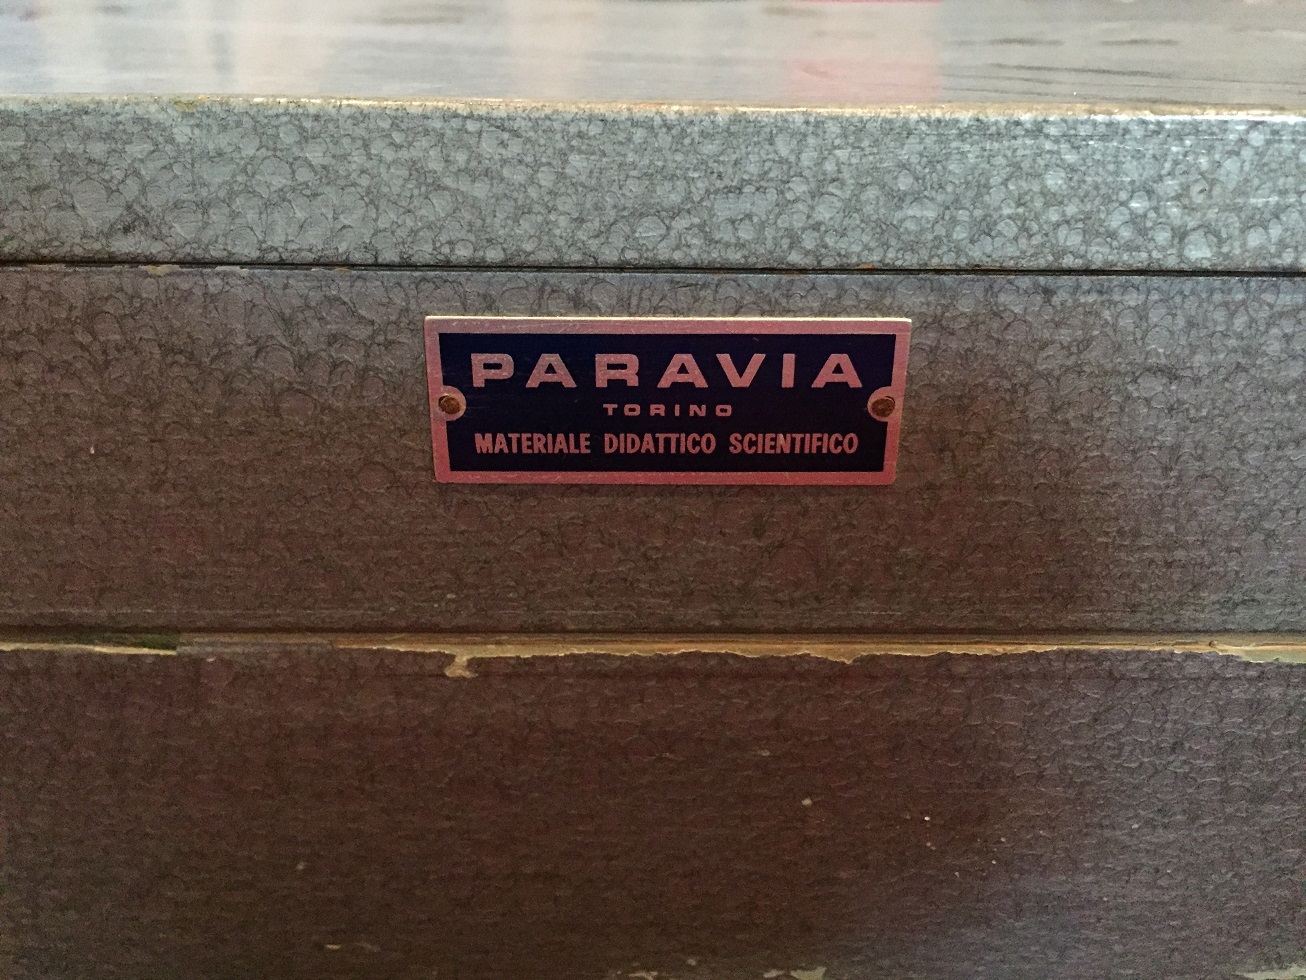 PARAVIA
TORINO
MATERIALE DIDATTICO SCIENTIFICO